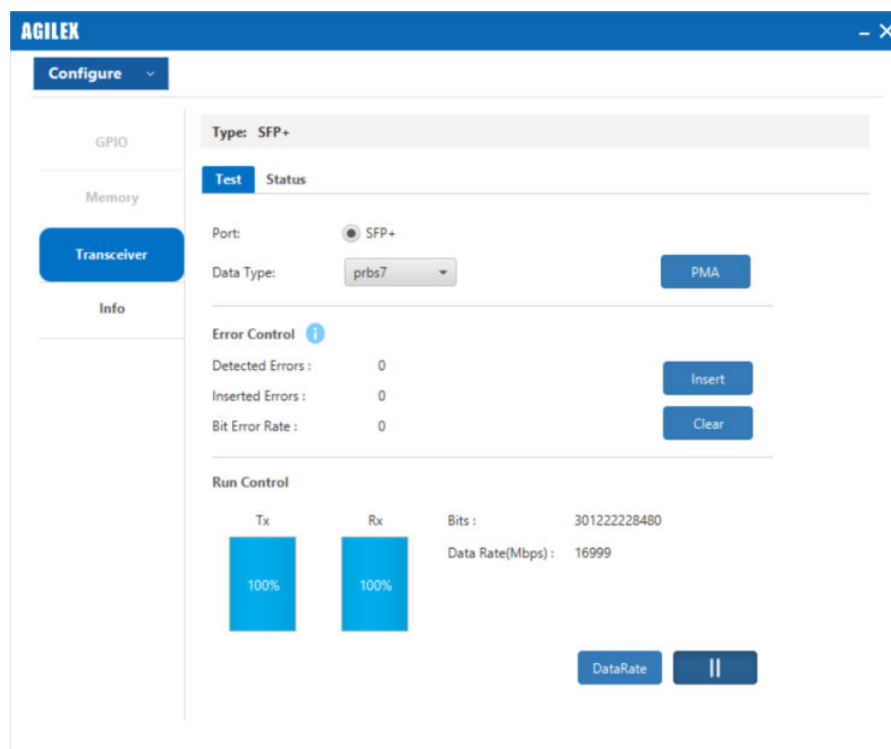 AGILEX
Configure
GPIO
Memory
Transceiver
Info
Type: SFP+
Test Status
Port: SFP+
Data Type: prbs7 PMA
Error Control i
Detected Errors : 0
Insert
Inserted Errors : 0
Bit Error Rate : 0 Clear
Run Control
Tx Rx Bits : 301222228480
Data Rate(Mbps) : 16999
100% 100%
DataRate